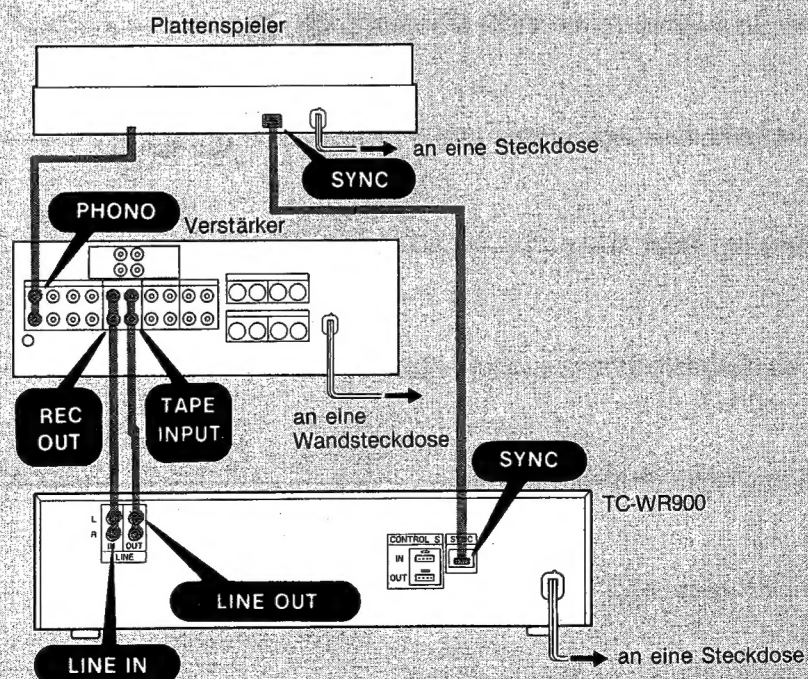 Plattenspieler
an eine Steckdose
SYNC
PHONO
Verstärker
REC
OUT
TAPE
INPUT
an eine
Wandsteckdose
SYNC
TC-WR900
L
R
IN OUT
LINE
CONTROL S
SYNC
IN
OUT
LINE OUT
LINE IN
an eine Steckdose